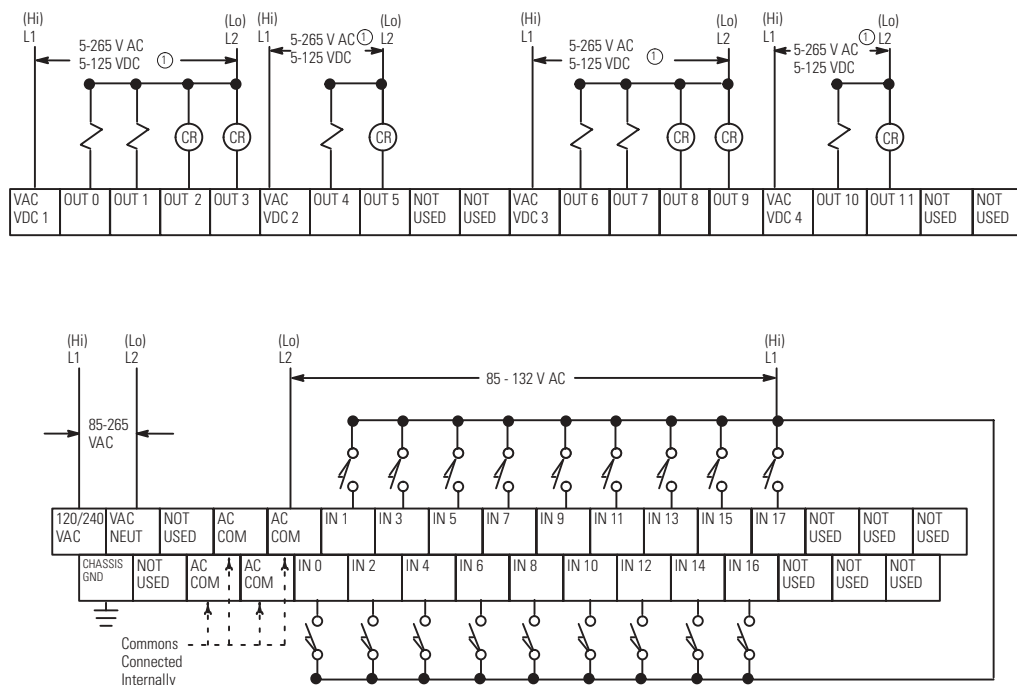 (Hi)
L1
(Lo)
L2
(Hi)
L1
(Lo)
L2
(Hi)
L1
(Lo)
L2
(Hi)
L1
(Lo)
L2
5-265 V AC
5-125 VDC ①
5-265 V AC ①
5-125 VDC
5-265 V AC
5-125 VDC ①
5-265 V AC ①
5-125 VDC
CR
CR
CR
CR
CR
CR
VAC
VDC 1
OUT 0
OUT 1
OUT 2
OUT 3
VAC
VDC 2
OUT 4
OUT 5
NOT
USED
NOT
USED
VAC
VDC 3
OUT 6
OUT 7
OUT 8
OUT 9
VAC
VDC 4
OUT 10
OUT 11
NOT
USED
NOT
USED
(Hi)
L1
(Lo)
L2
(Lo)
L2
(Hi)
L1
85 - 132 V AC
85-265
VAC
120/240
VAC
VAC
NEUT
NOT
USED
AC
COM
AC
COM
IN 1
IN 3
IN 5
IN 7
IN 9
IN 11
IN 13
IN 15
IN 17
NOT
USED
NOT
USED
NOT
USED
CHASSIS
GND
NOT
USED
AC
COM
AC
COM
IN 0
IN 2
IN 4
IN 6
IN 8
IN 10
IN 12
IN 14
IN 16
NOT
USED
NOT
USED
NOT
USED
Commons
Connected
Internally